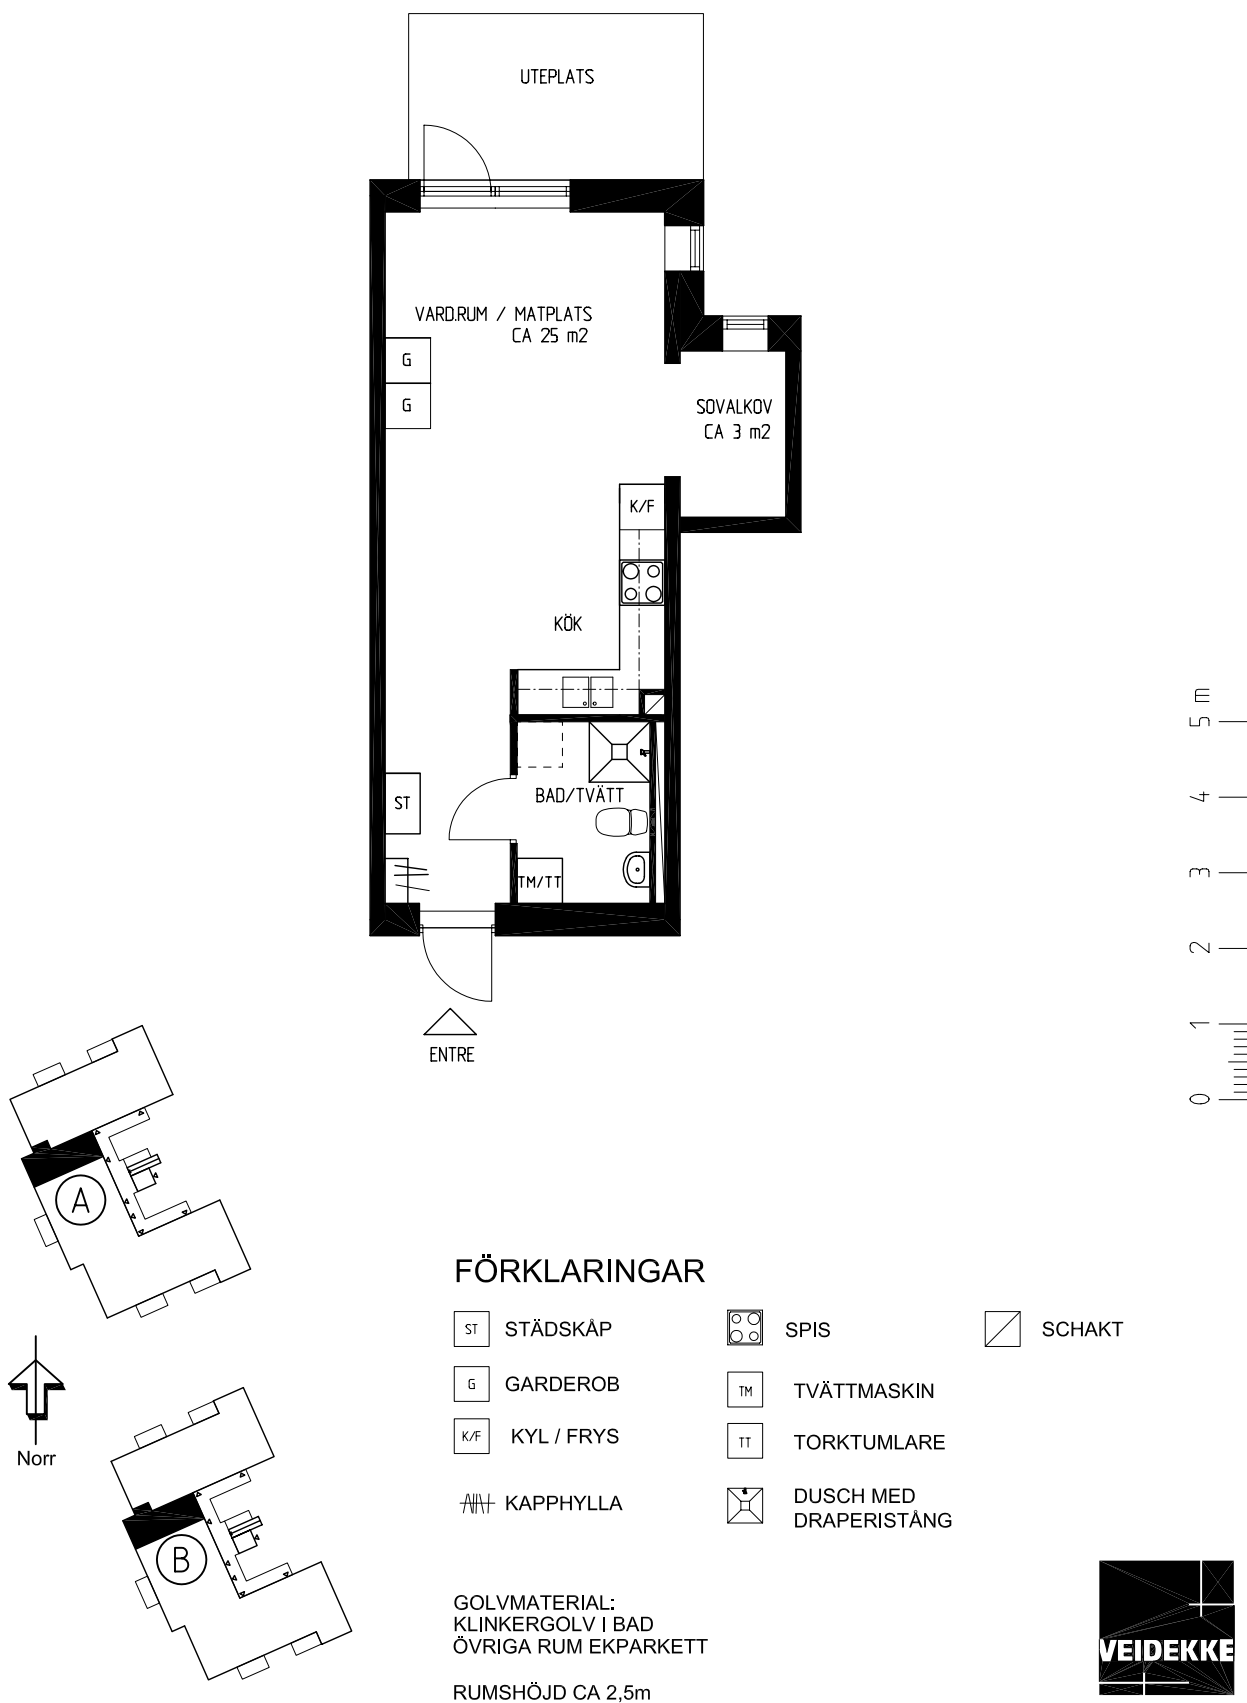 UTEPLATS
VARD.RUM / MATPLATS
CA 25 m2
G
G
SOVALKOV
CA 3 m2
K/F
KÖK
ST
BAD/TVÄTT
TM/TT
ENTRE
5 m
4
3
2
1
0
A
Norr
B
FÖRKLARINGAR
ST STÄDSKÅP
SPIS
SCHAKT
G GARDEROB
TM TVÄTTMASKIN
K/F KYL / FRYS
TT TORKTUMLARE
KAPPHYLLA
DUSCH MED
DRAPERISTÅNG
GOLVMATERIAL:
KLINKERGOLV I BAD
ÖVRIGA RUM EKPARKETT
RUMSHÖJD CA 2,5m
VEIDEKKE